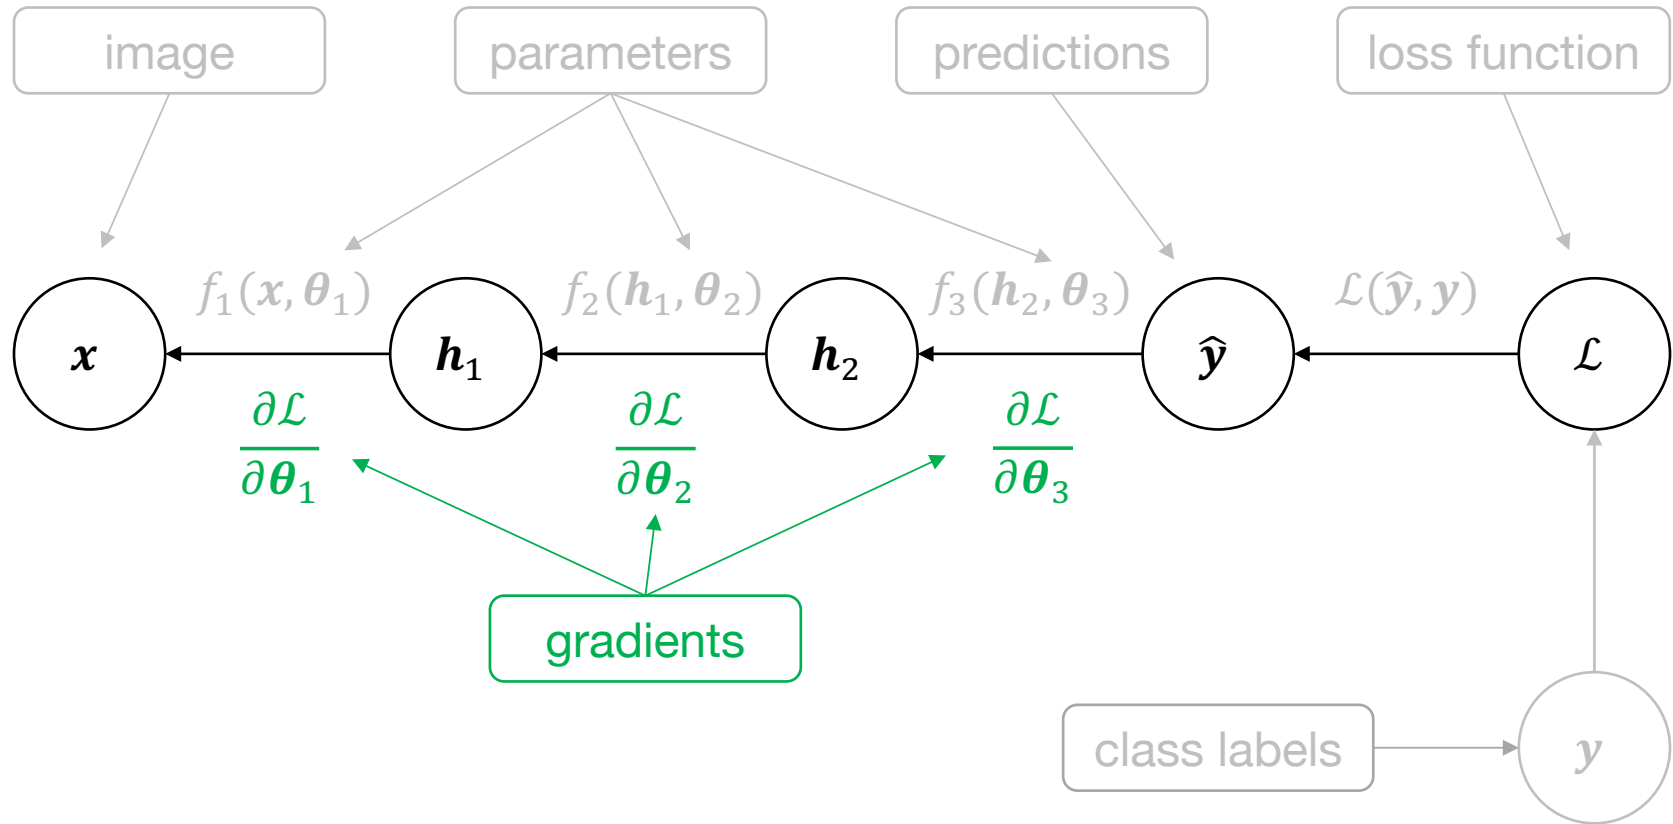 image
parameters
predictions
loss function
f₁(x, θ₁)
f₂(h₁, θ₂)
f₃(h₂, θ₃)
ℒ(ŷ, y)
x
h₁
h₂
ŷ
ℒ
∂ℒ/∂θ₁
∂ℒ/∂θ₂
∂ℒ/∂θ₃
gradients
class labels
y